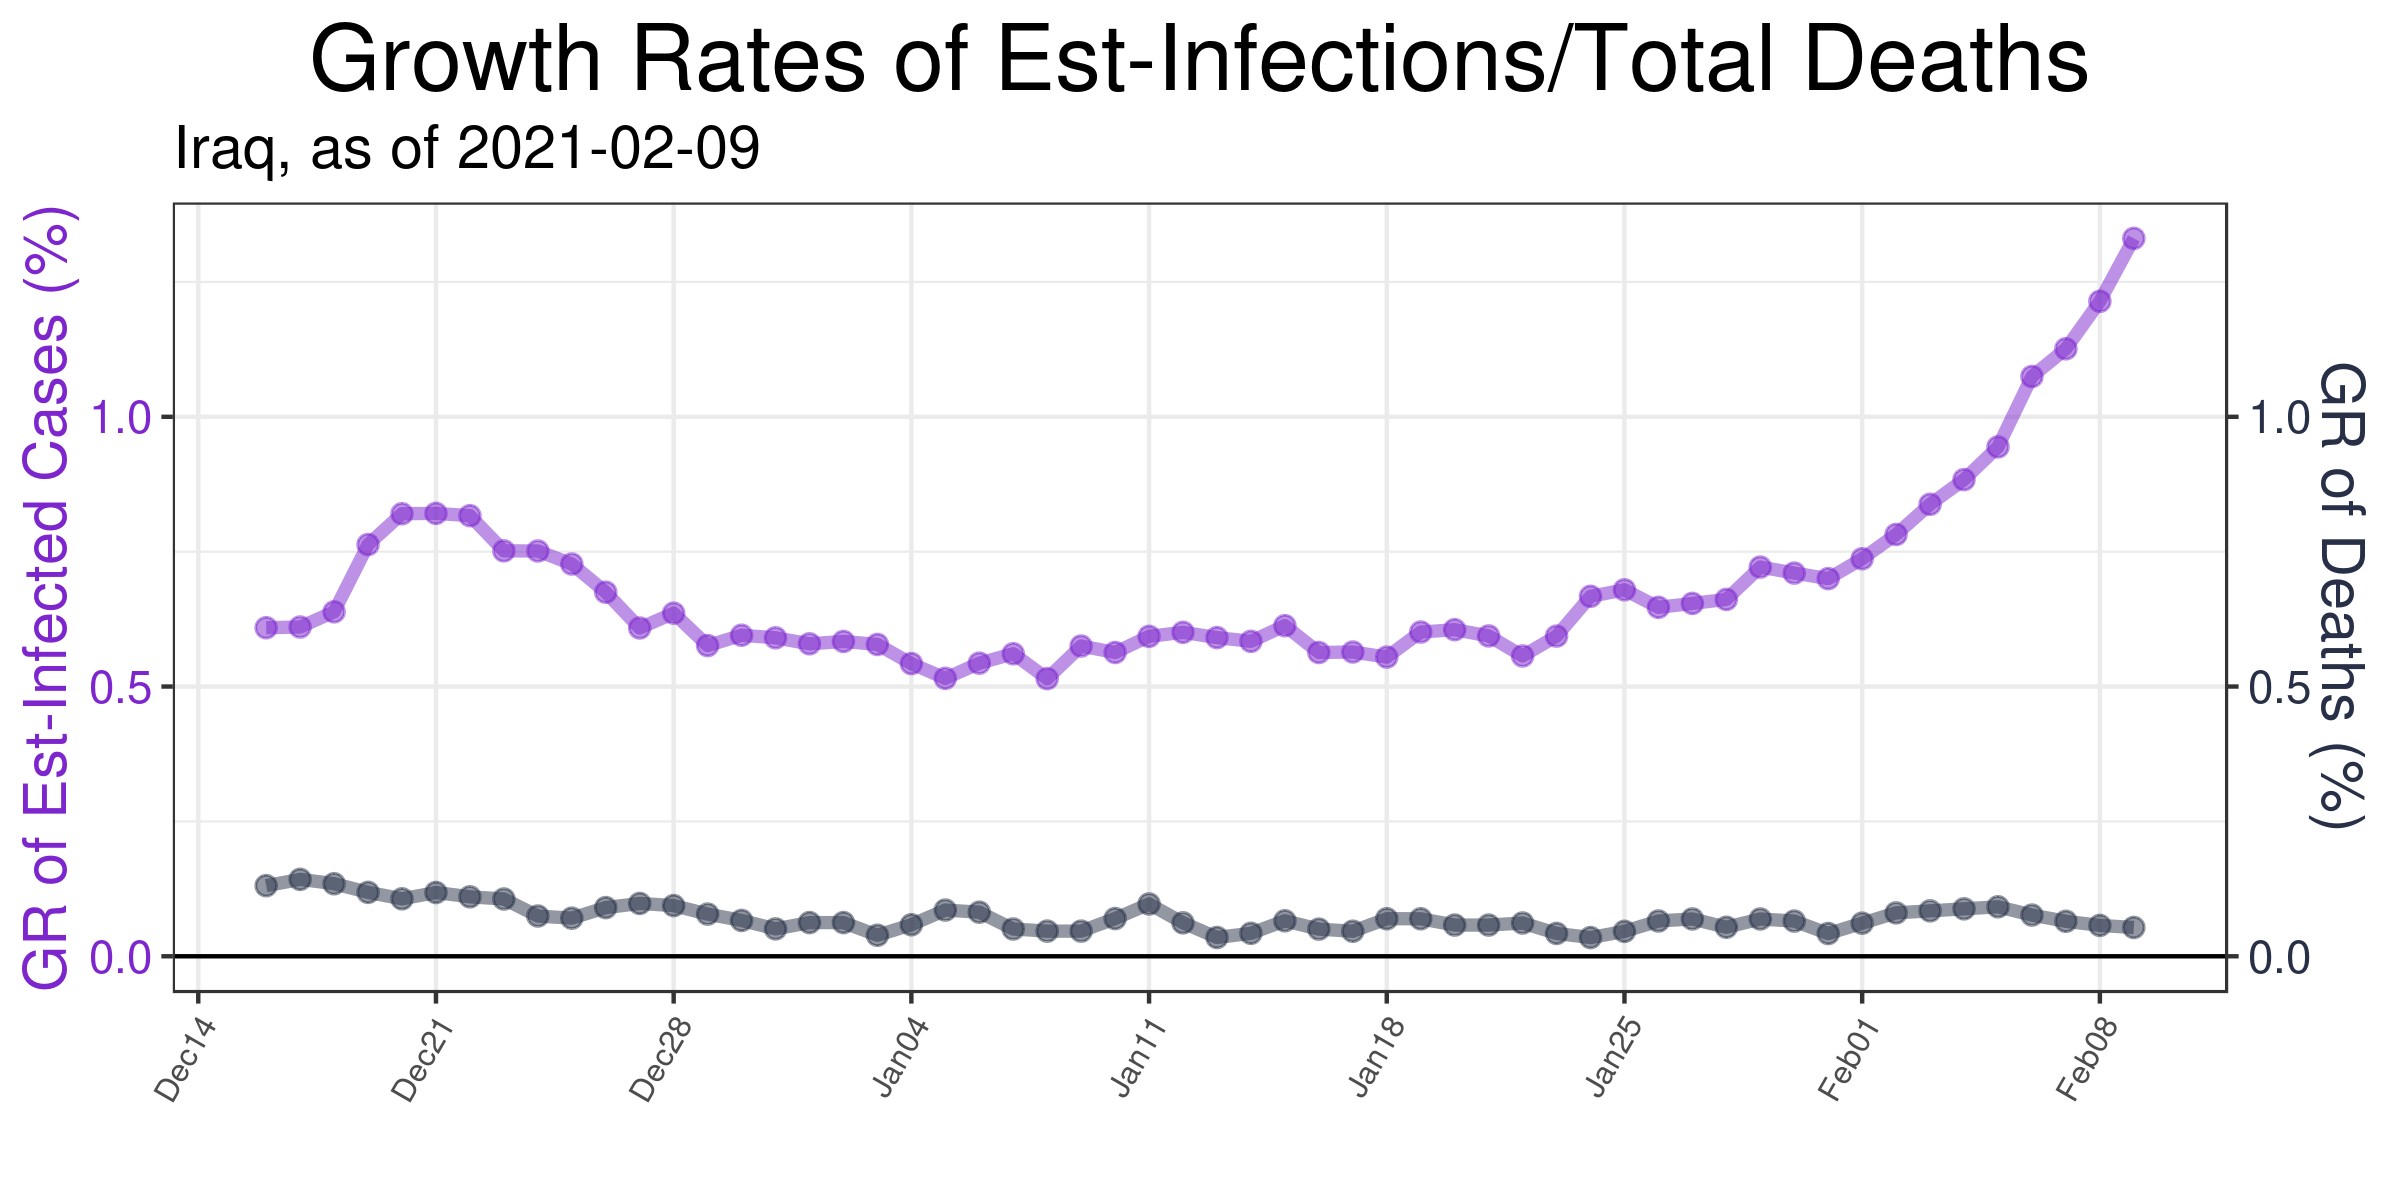 Growth Rates of Est-Infections/Total Deaths
Iraq, as of 2021-02-09
GR of Est-Infected Cases (%)
1.0
0.5
0.0
1.0
0.5
0.0
GR of Deaths (%)
Dec14
Dec21
Dec28
Jan04
Jan11
Jan18
Jan25
Feb01
Feb08